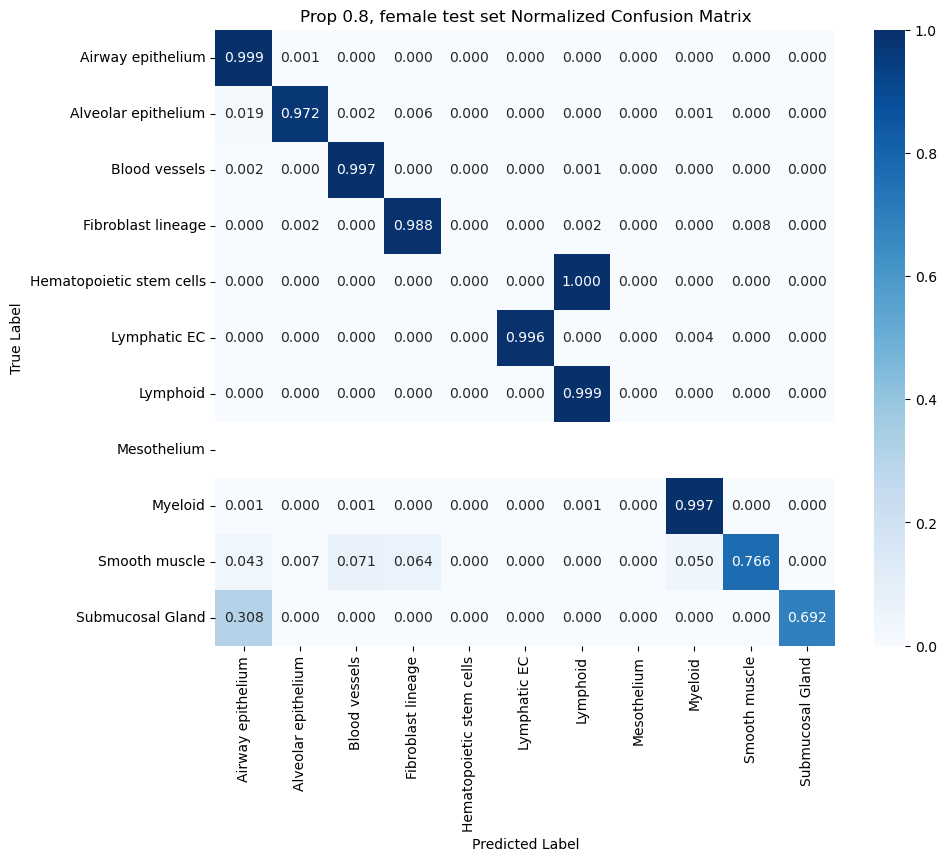 Prop 0.8, female test set Normalized Confusion Matrix
Airway epithelium 0.999 0.001 0.000 0.000 0.000 0.000 0.000 0.000 0.000 0.000 0.000
Alveolar epithelium 0.019 0.972 0.002 0.006 0.000 0.000 0.000 0.000 0.001 0.000 0.000
Blood vessels 0.002 0.000 0.997 0.000 0.000 0.000 0.001 0.000 0.000 0.000 0.000
Fibroblast lineage 0.000 0.002 0.000 0.988 0.000 0.000 0.002 0.000 0.000 0.008 0.000
Hematopoietic stem cells 0.000 0.000 0.000 0.000 0.000 0.000 1.000 0.000 0.000 0.000 0.000
Lymphatic EC 0.000 0.000 0.000 0.000 0.000 0.996 0.000 0.000 0.004 0.000 0.000
Lymphoid 0.000 0.000 0.000 0.000 0.000 0.000 0.999 0.000 0.000 0.000 0.000
Mesothelium
Myeloid 0.001 0.000 0.001 0.000 0.000 0.000 0.001 0.000 0.997 0.000 0.000
Smooth muscle 0.043 0.007 0.071 0.064 0.000 0.000 0.000 0.000 0.050 0.766 0.000
Submucosal Gland 0.308 0.000 0.000 0.000 0.000 0.000 0.000 0.000 0.000 0.000 0.692
True Label
Airway epithelium
Alveolar epithelium
Blood vessels
Fibroblast lineage
Hematopoietic stem cells
Lymphatic EC
Lymphoid
Mesothelium
Myeloid
Smooth muscle
Submucosal Gland
Predicted Label
1.0
0.8
0.6
0.4
0.2
0.0